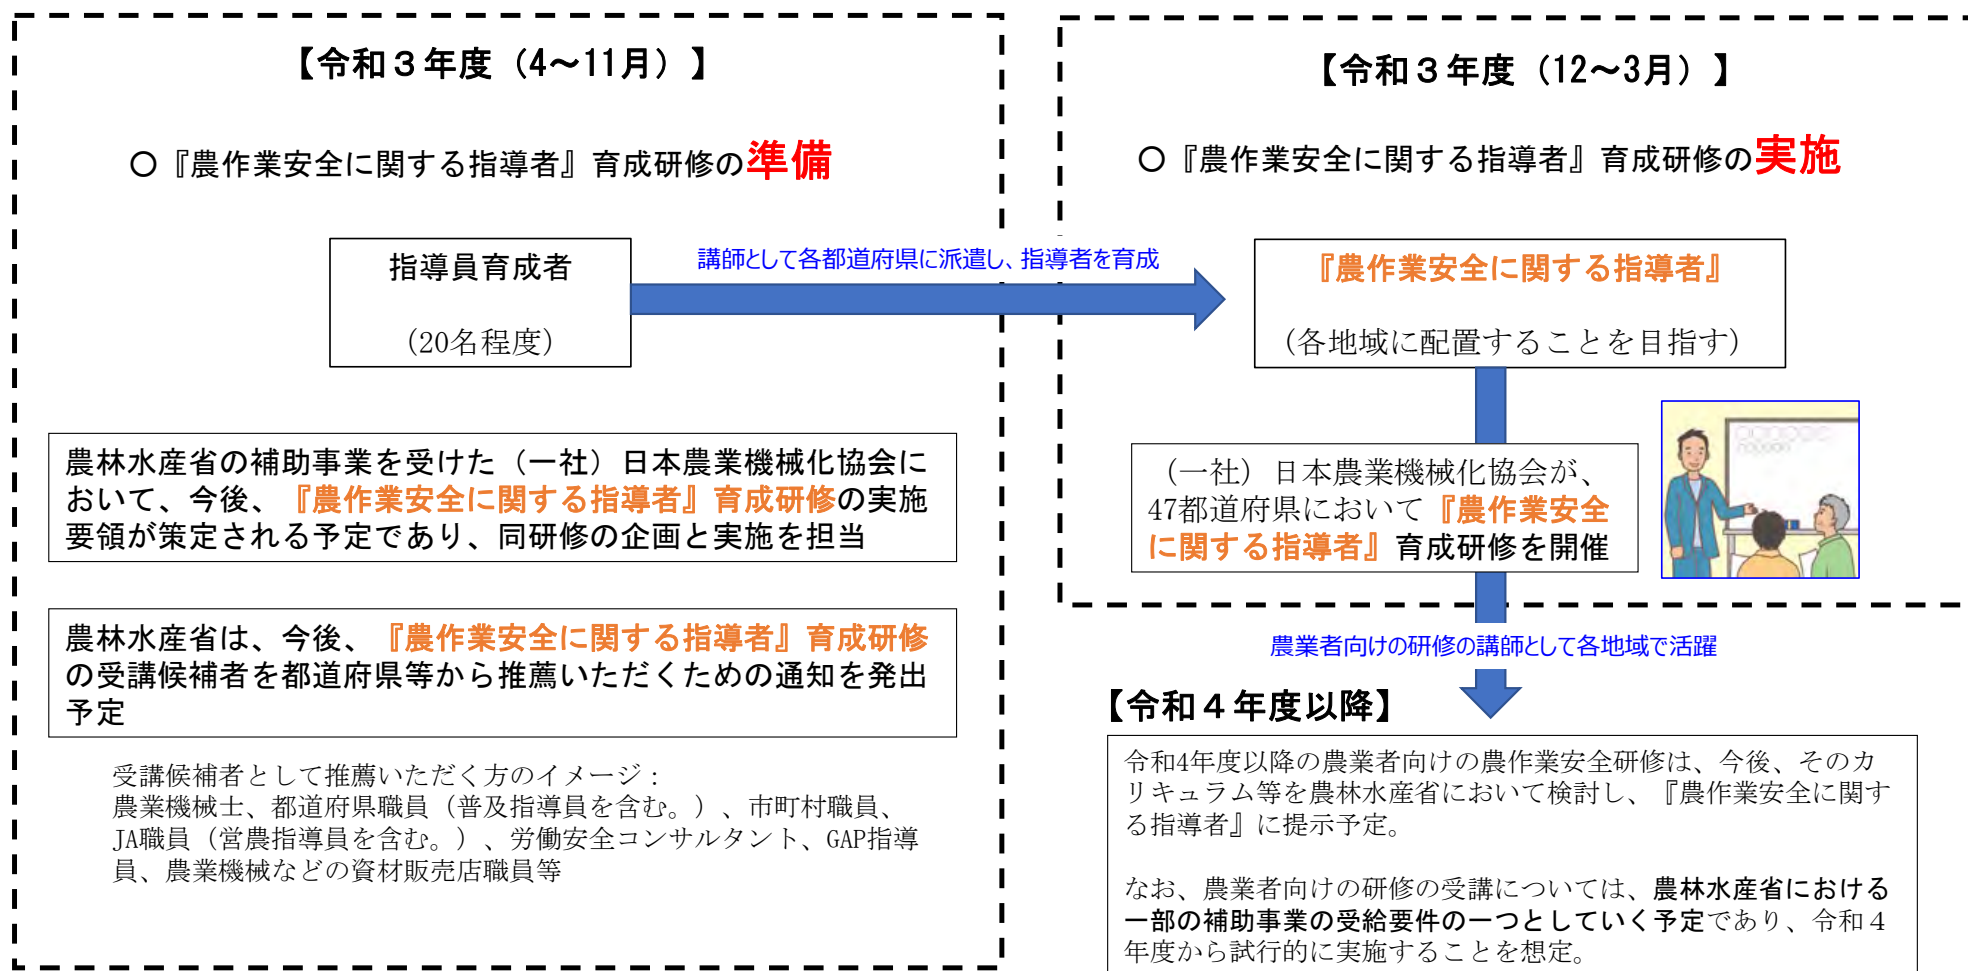 【令和３年度（4～11月）】
〇『農作業安全に関する指導者』育成研修の準備
指導員育成者
（20名程度）
講師として各都道府県に派遣し、指導者を育成
農林水産省の補助事業を受けた（一社）日本農業機械化協会に
おいて、今後、『農作業安全に関する指導者』育成研修の実施
要領が策定される予定であり、同研修の企画と実施を担当
農林水産省は、今後、『農作業安全に関する指導者』育成研修
の受講候補者を都道府県等から推薦いただくための通知を発出
予定
受講候補者として推薦いただく方のイメージ：
農業機械士、都道府県職員（普及指導員を含む。）、市町村職員、
JA職員（営農指導員を含む。）、労働安全コンサルタント、GAP指導
員、農業機械などの資材販売店職員等
【令和３年度（12～3月）】
〇『農作業安全に関する指導者』育成研修の実施
『農作業安全に関する指導者』
（各地域に配置することを目指す）
（一社）日本農業機械化協会が、
47都道府県において『農作業安全
に関する指導者』育成研修を開催
農業者向けの研修の講師として各地域で活躍
【令和４年度以降】
令和4年度以降の農業者向けの農作業安全研修は、今後、そのカ
リキュラム等を農林水産省において検討し、『農作業安全に関す
る指導者』に提示予定。
なお、農業者向けの研修の受講については、農林水産省における
一部の補助事業の受給要件の一つとしていく予定であり、令和４
年度から試行的に実施することを想定。